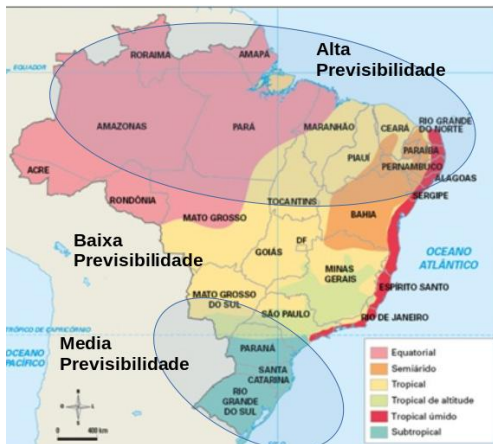 Alta
Previsibilidade
RORAIMA
AMAPÁ
EQUADOR
AMAZONAS
PARÁ
MARANHÃO
CEARÁ
RIO GRANDE
DO NORTE
PARAÍBA
PIAUÍ
PERNAMBUCO
ACRE
ALAGOAS
SERGIPE
RONDÔNIA
TOCANTINS
MATO GROSSO
BAHIA
Baixa
Previsibilidade
DF
GOIÁS
OCEANO
ATLÂNTICO
MINAS
GERAIS
MATO GROSSO
DO SUL
ESPÍRITO SANTO
SÃO PAULO
RIO DE JANEIRO
TRÓPICO DE CAPRICÓRNIO
Media
Previsibilidade
OCEANO
PACÍFICO
PARANÁ
SANTA
CATARINA
RIO
GRANDE
DO SUL
0 400 km
Equatorial
Semiárido
Tropical
Tropical de altitude
Tropical úmido
Subtropical